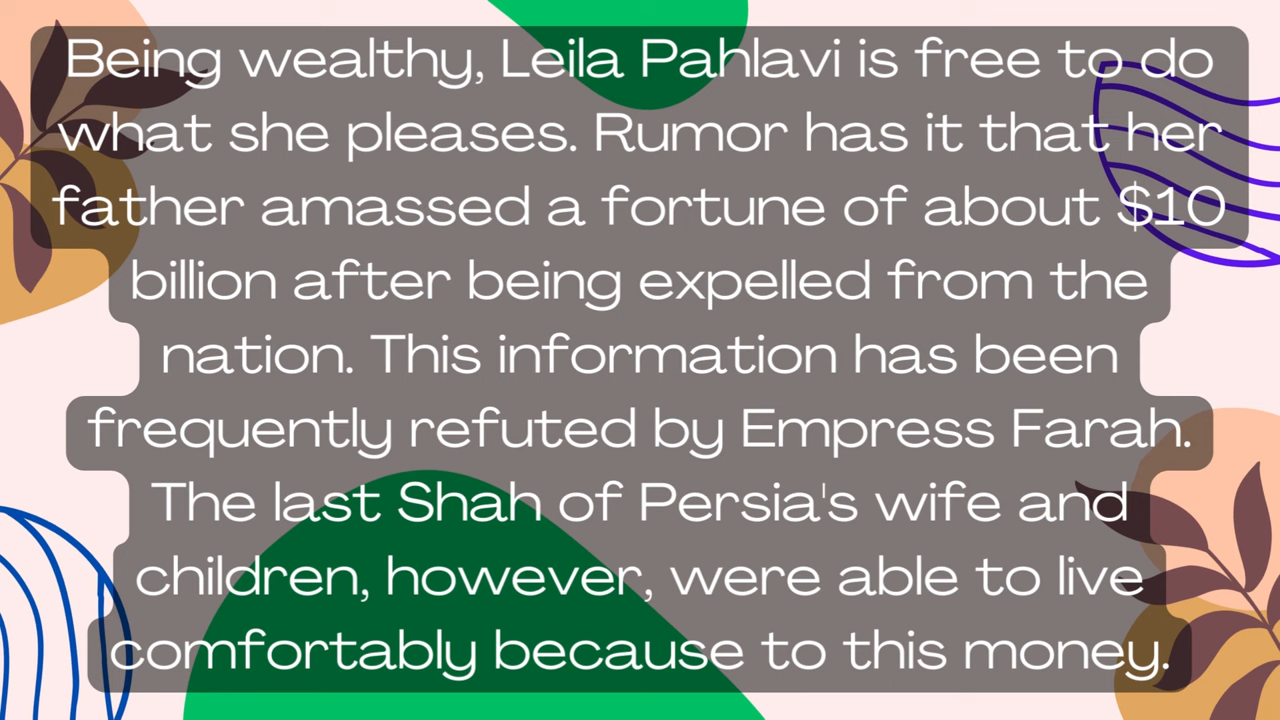 Being wealthy, Leila Pahlavi is free to do
what she pleases. Rumor has it that her
father amassed a fortune of about $10
billion after being expelled from the
nation. This information has been
frequently refuted by Empress Farah.
The last Shah of Persia's wife and
children, however, were able to live
comfortably because to this money.